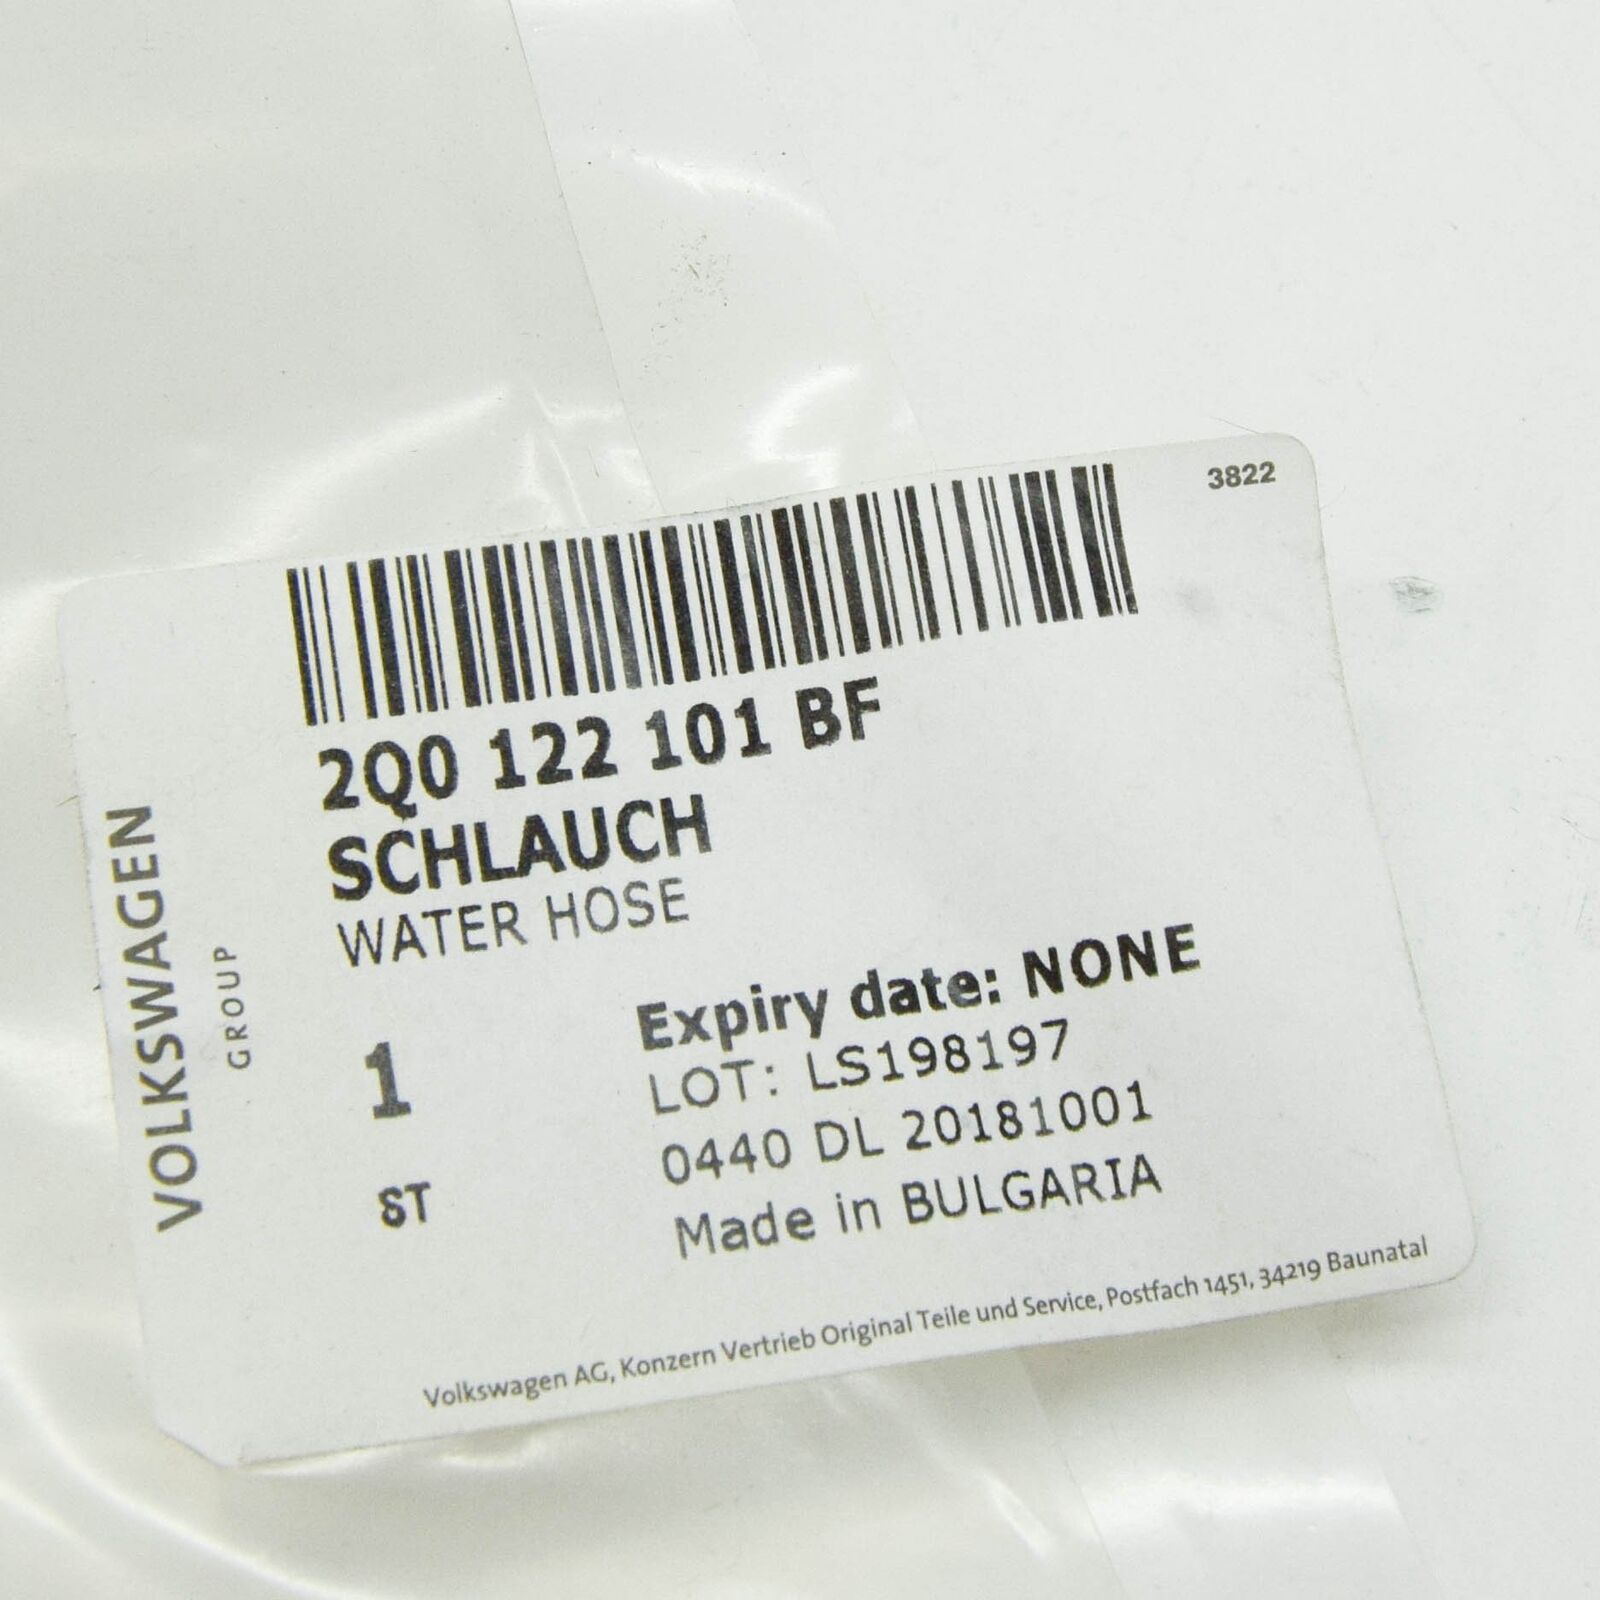 3822
2Q0 122 101 BF
SCHLAUCH
WATER HOSE
VOLKSWAGEN
GROUP
1
ST
Expiry date: NONE
LOT: LS198197
0440 DL 20181001
Made in BULGARIA
Volkswagen AG, Konzern Vertrieb Original Teile und Service, Postfach 1451, 34219 Baunatal